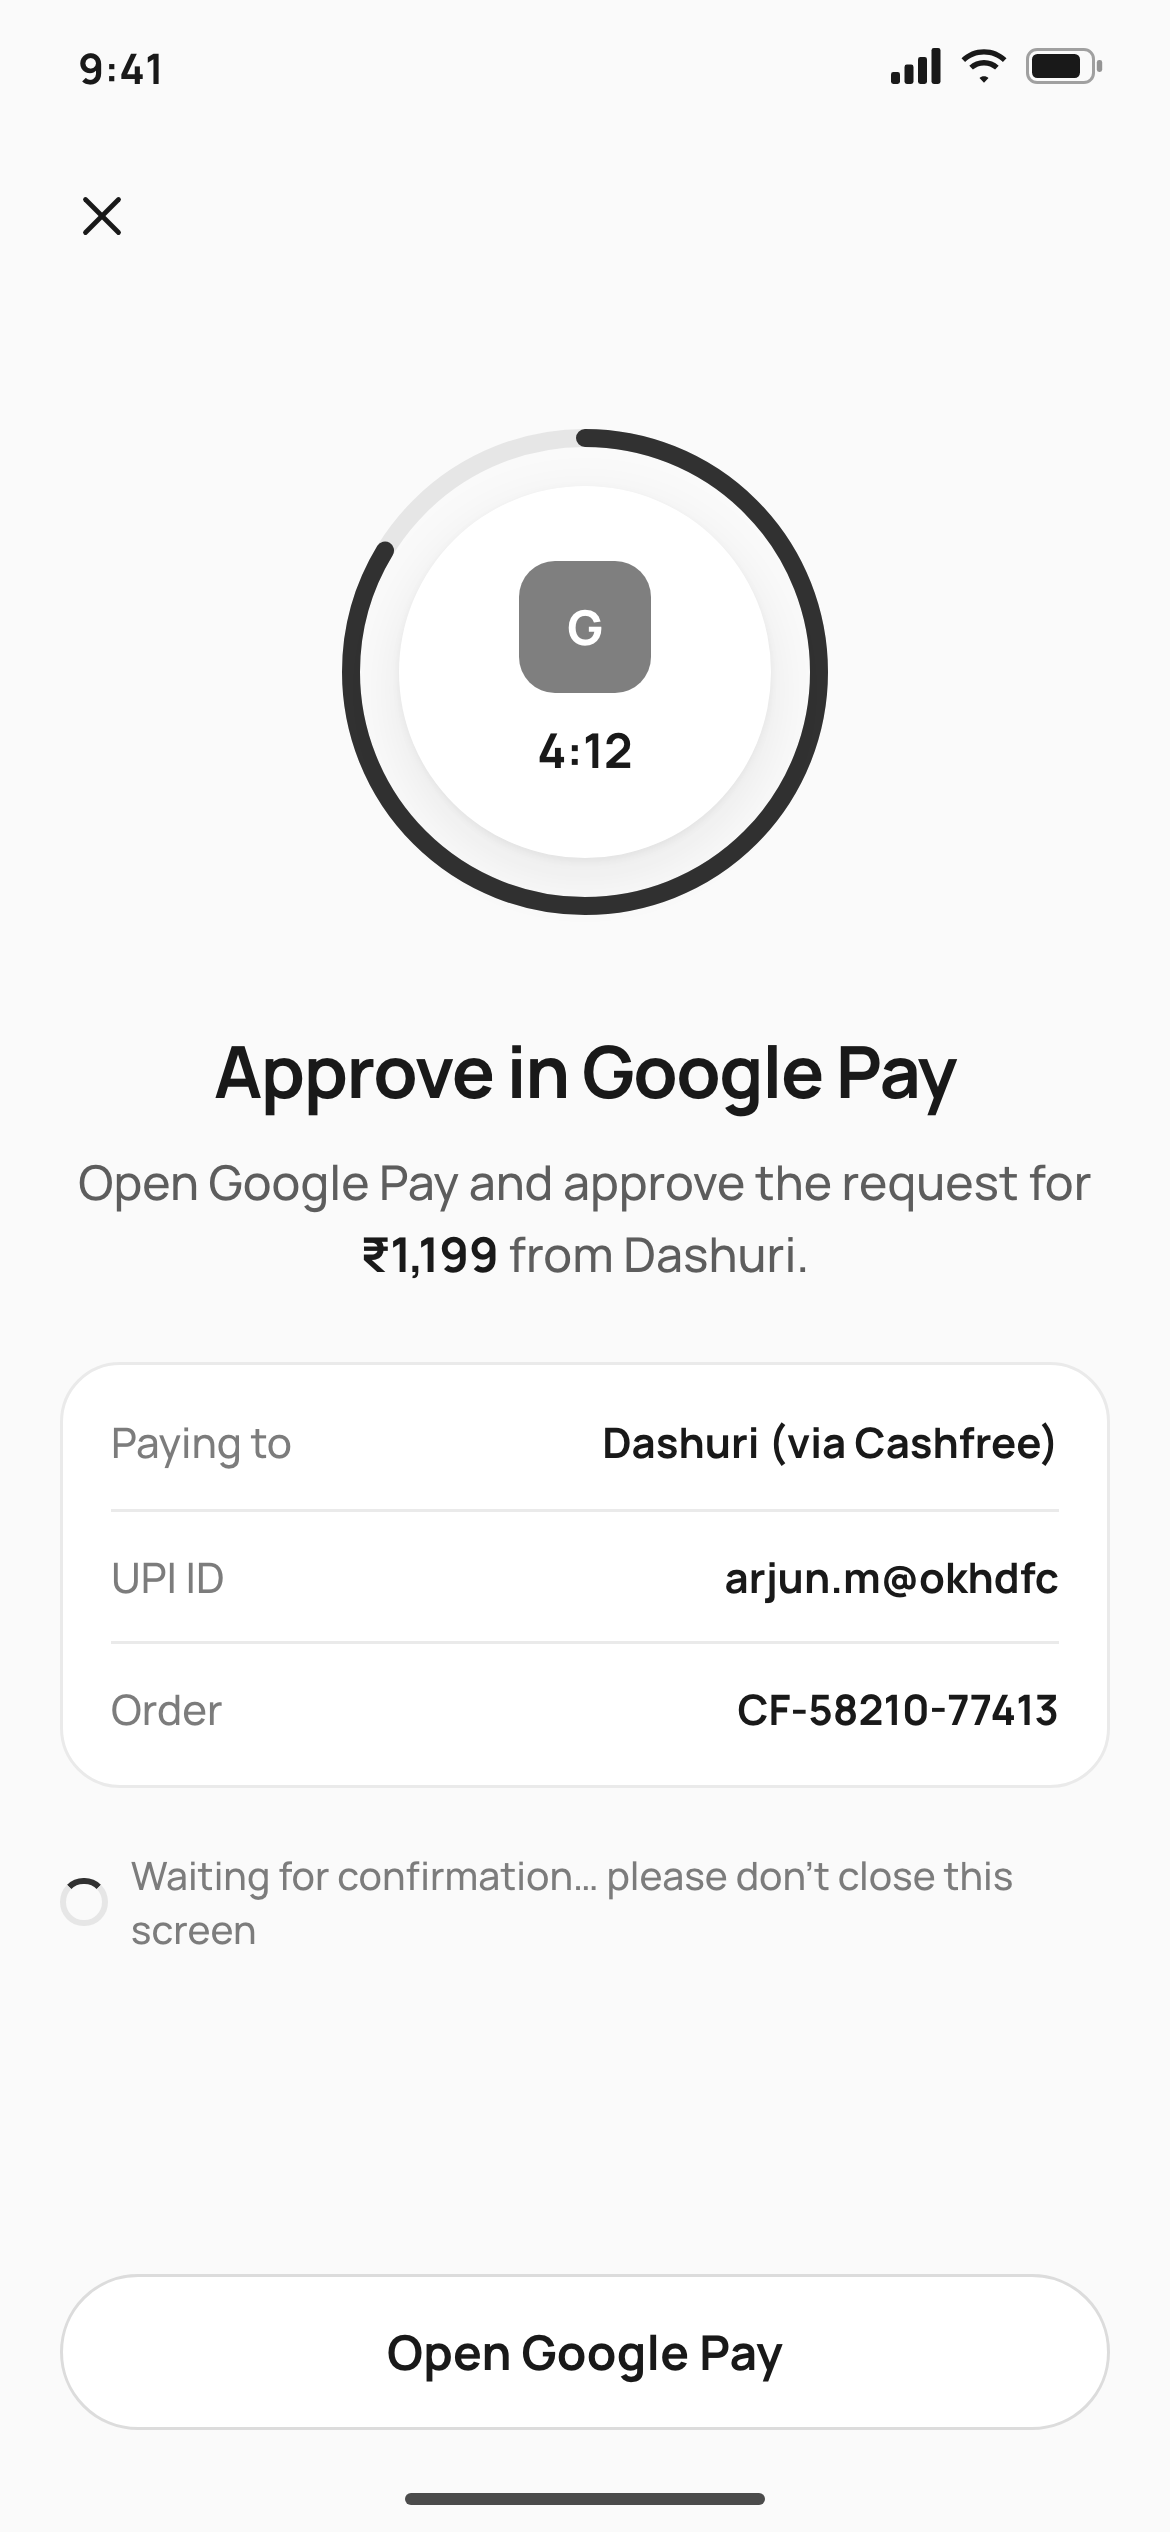 9:41
G
4:12
Approve in Google Pay
Open Google Pay and approve the request for
₹1,199 from Dashuri.
Paying to Dashuri (via Cashfree)
UPI ID arjun.m@okhdfc
Order CF-58210-77413
Waiting for confirmation... please don't close this
screen
Open Google Pay